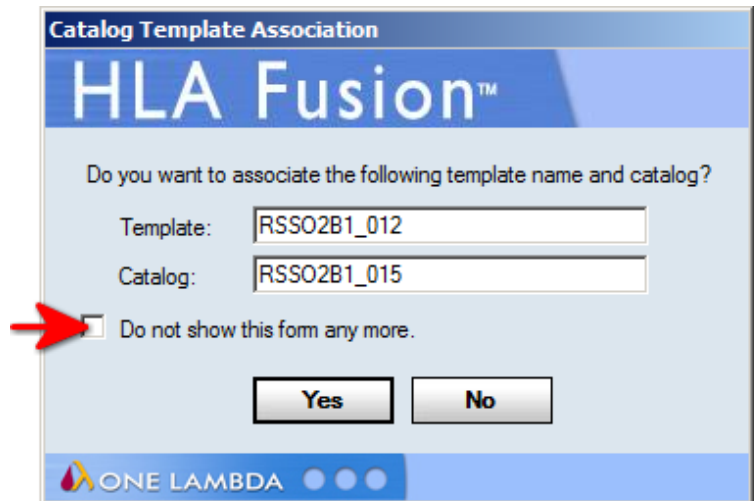 Catalog Template Association
HLA Fusion™
Do you want to associate the following template name and catalog?
Template: RSSO2B1_012
Catalog: RSSO2B1_015
Do not show this form any more.
Yes No
ONE LAMBDA